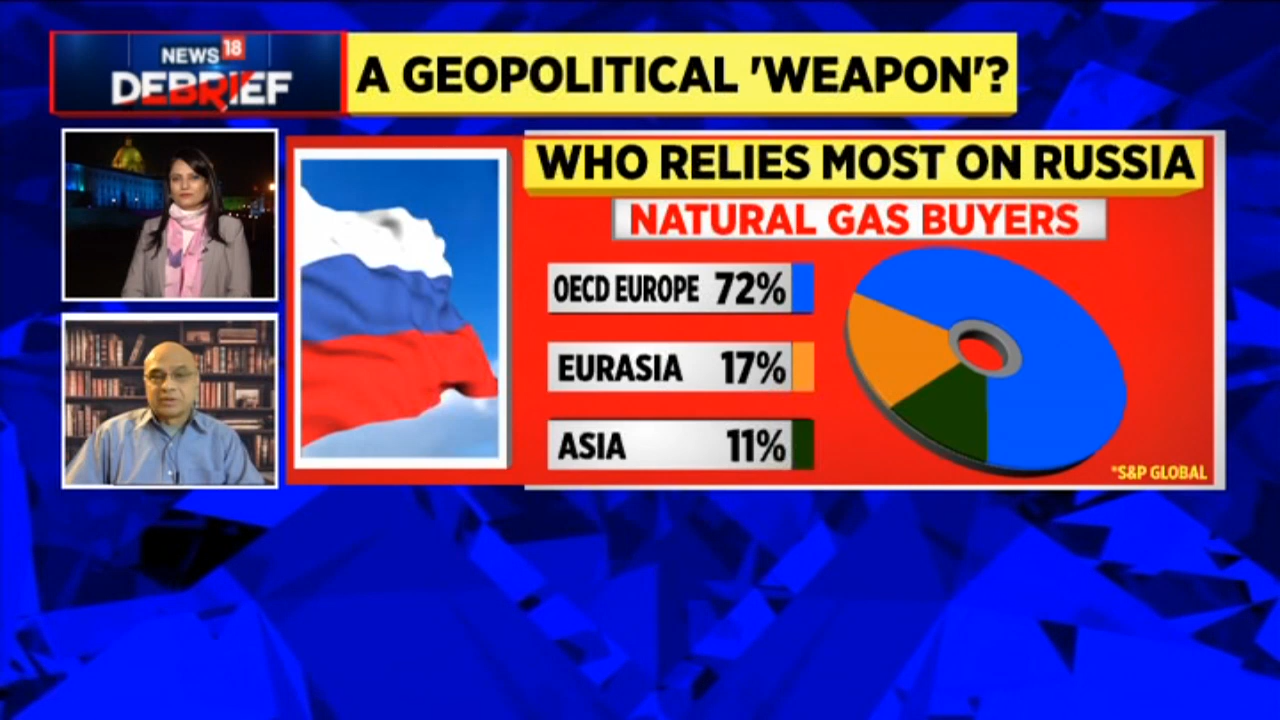 NEWS 18
DEBRIEF
A GEOPOLITICAL 'WEAPON'?
WHO RELIES MOST ON RUSSIA
NATURAL GAS BUYERS
OECD EUROPE 72%
EURASIA 17%
ASIA 11%
*S&P GLOBAL